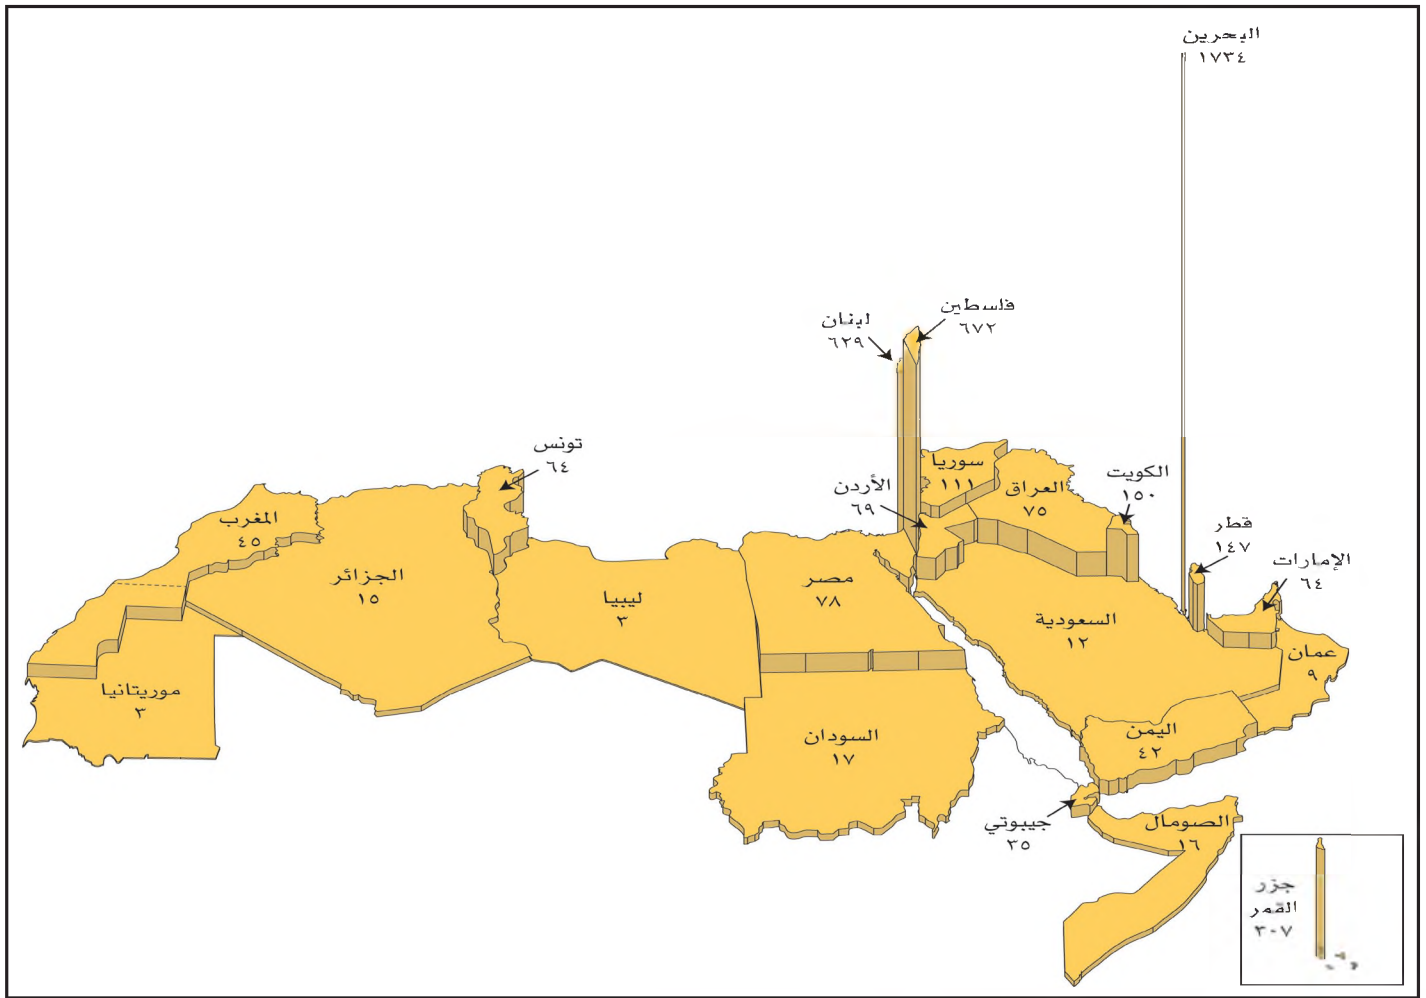 البحرين
١٧٣٤
فلسطين
٦٧٢
لبنان
٦٢٩
تونس
٦٤
سوريا
١١١
الأردن
٦٩
العراق
٧٥
الكويت
١٥٠
قطر
١٤٧
الإمارات
٦٤
المغرب
٤٥
الجزائر
١٥
ليبيا
٣
مصر
٧٨
السعودية
١٢
عمان
٩
موريتانيا
٣
السودان
١٧
اليمن
٤٢
جيبوتي
٣٥
الصومال
١٦
جزر
القمر
٣٠٧